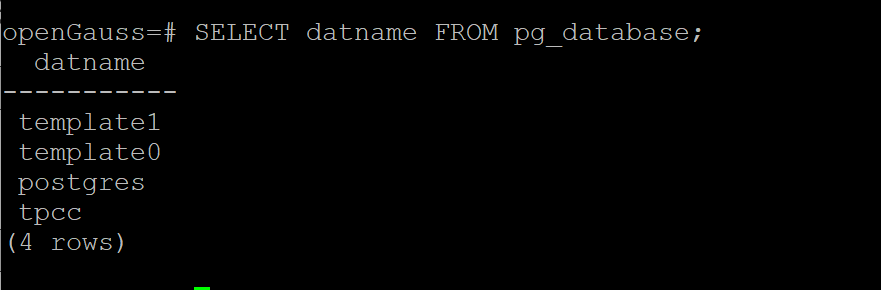 openGauss=# SELECT datname FROM pg_database;
datname
-----------
template1
template0
postgres
tpcc
(4 rows)